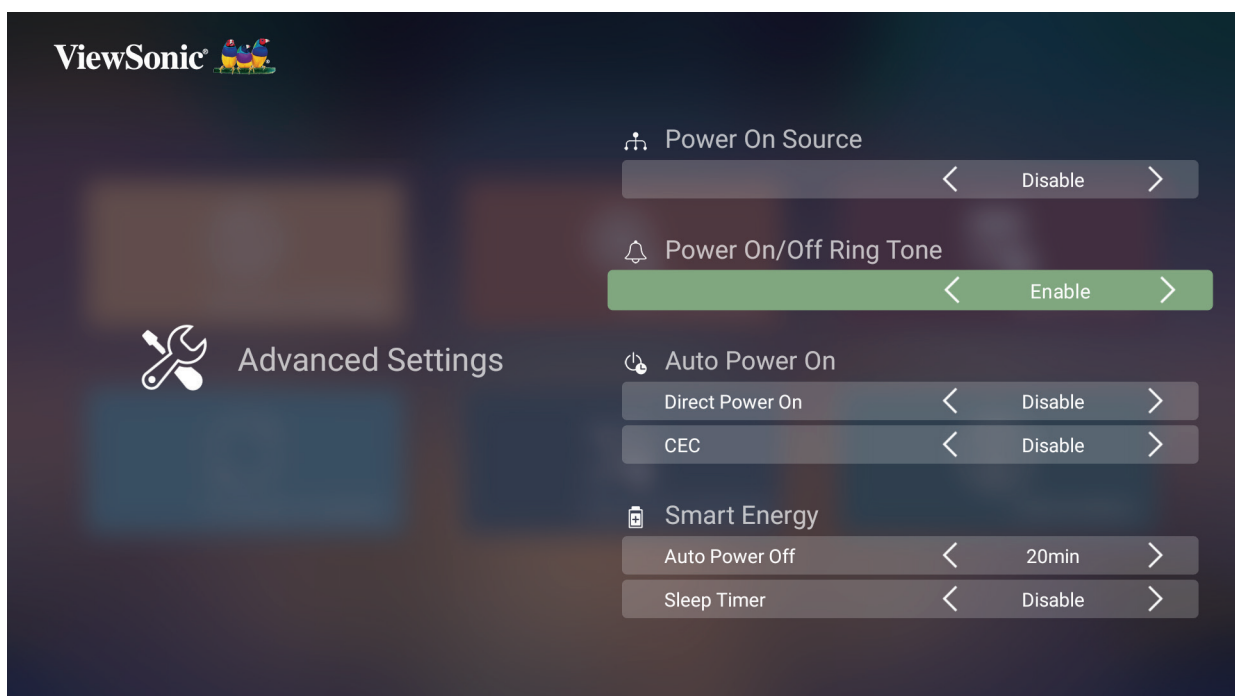 ViewSonic®
Power On Source
Disable
Power On/Off Ring Tone
Enable
Advanced Settings
Auto Power On
Direct Power On Disable
CEC Disable
Smart Energy
Auto Power Off 20min
Sleep Timer Disable